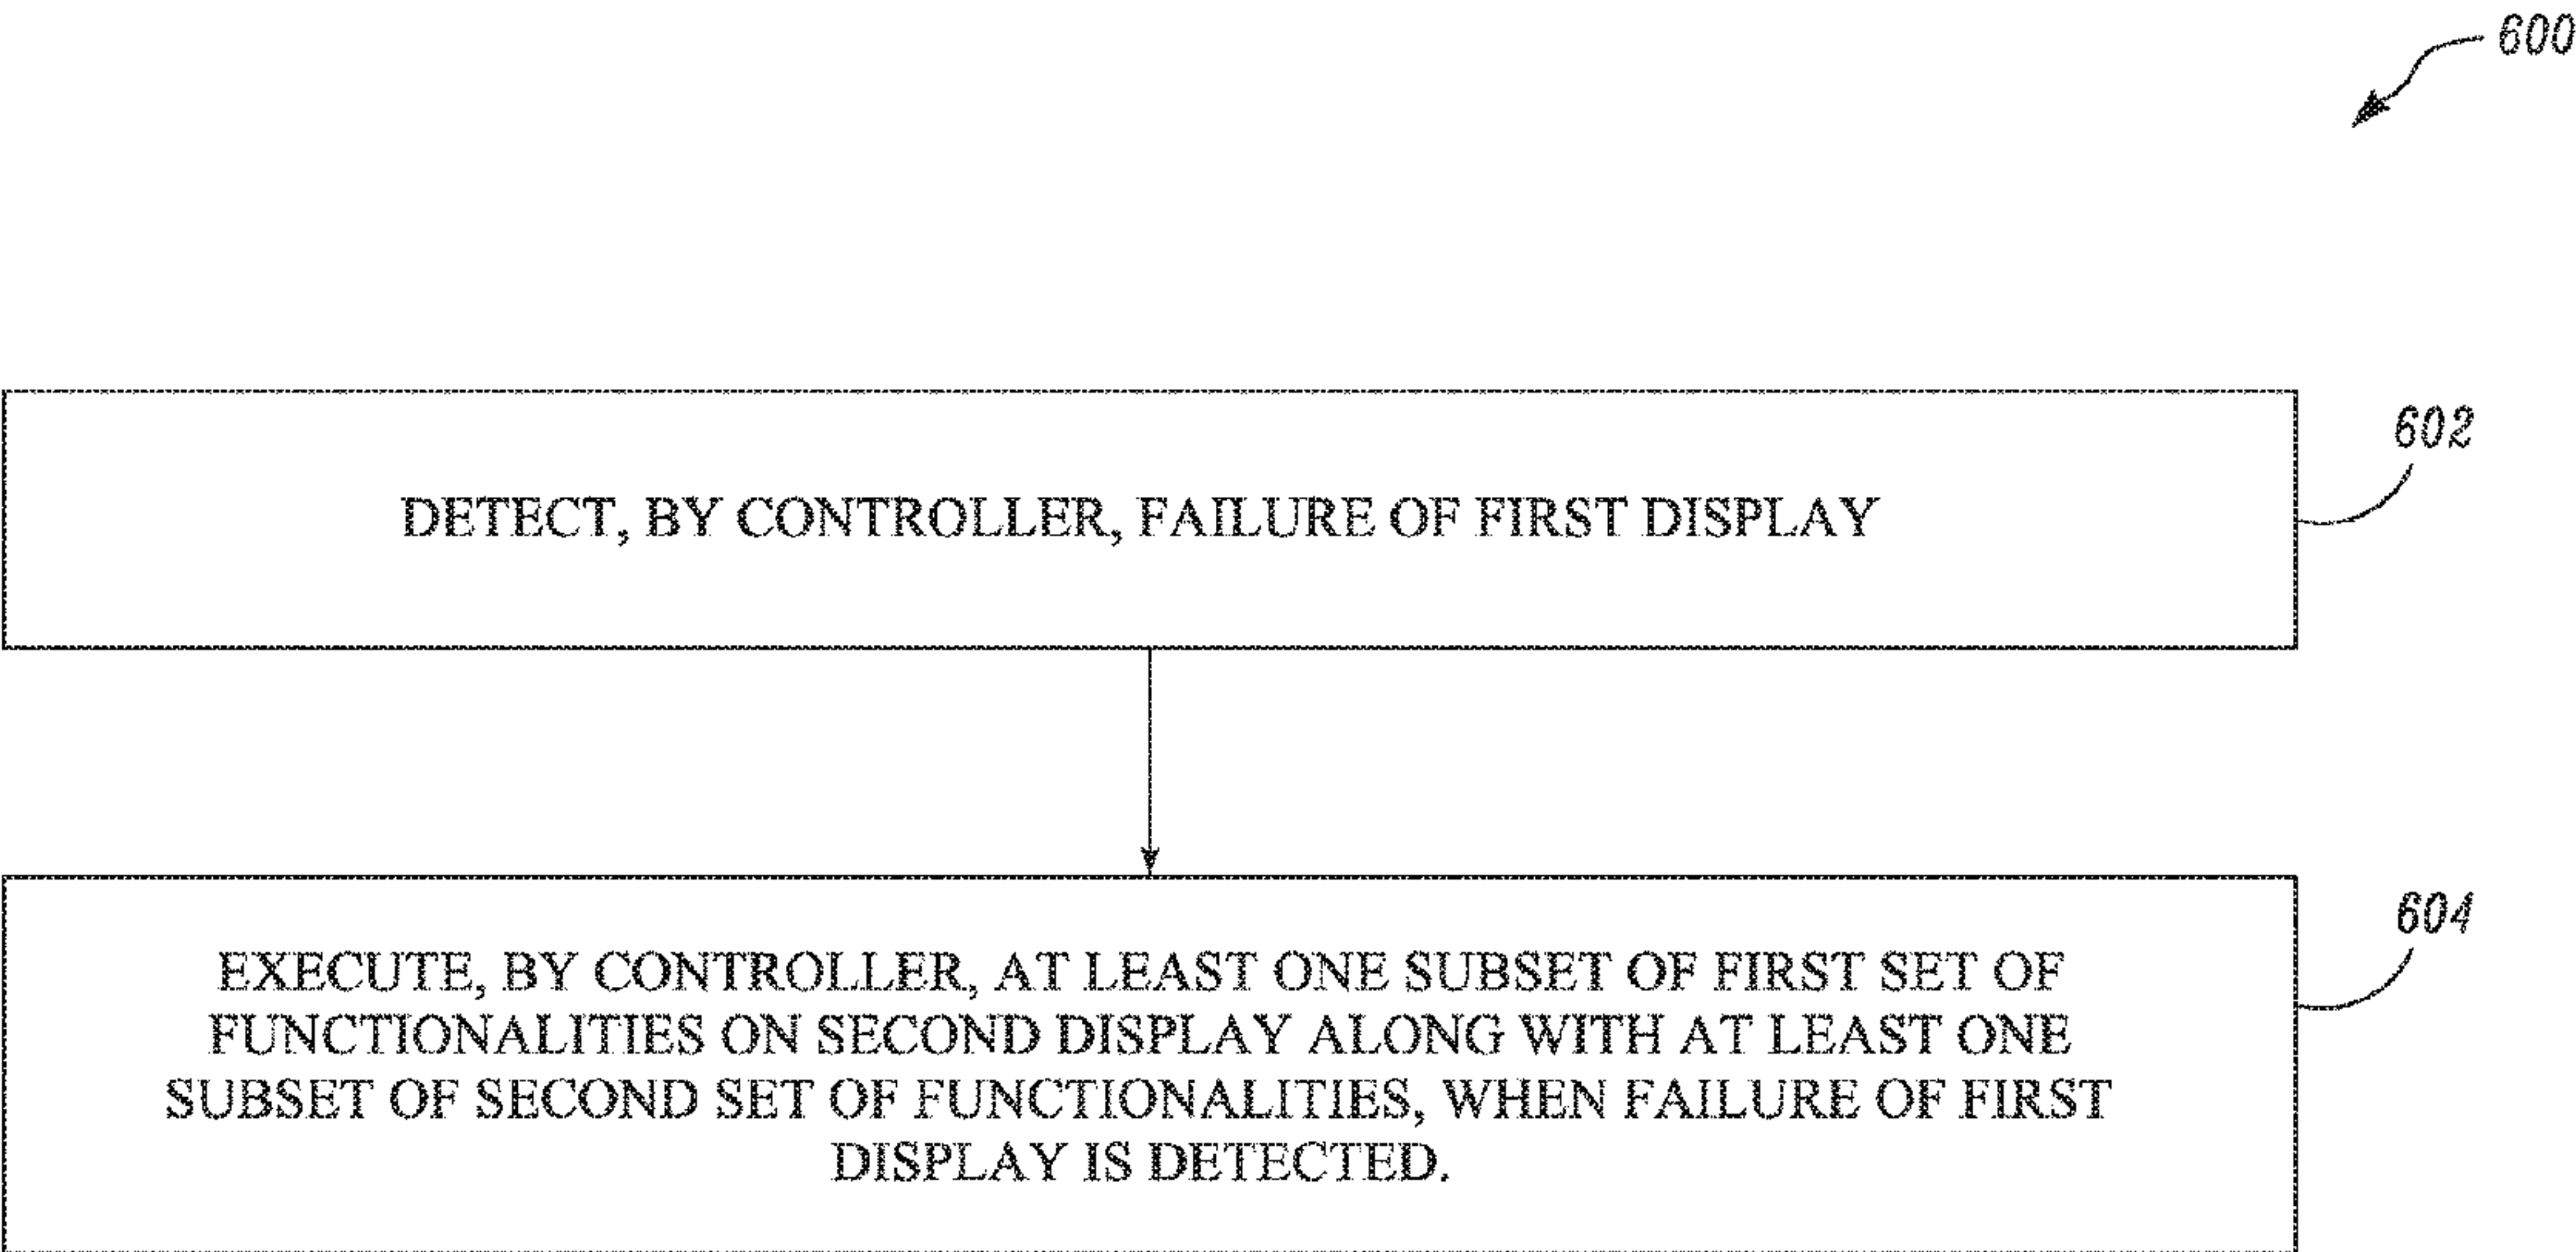 600
602
DETECT, BY CONTROLLER, FAILURE OF FIRST DISPLAY
604
EXECUTE, BY CONTROLLER, AT LEAST ONE SUBSET OF FIRST SET OF
FUNCTIONALITIES ON SECOND DISPLAY ALONG WITH AT LEAST ONE
SUBSET OF SECOND SET OF FUNCTIONALITIES, WHEN FAILURE OF FIRST
DISPLAY IS DETECTED.